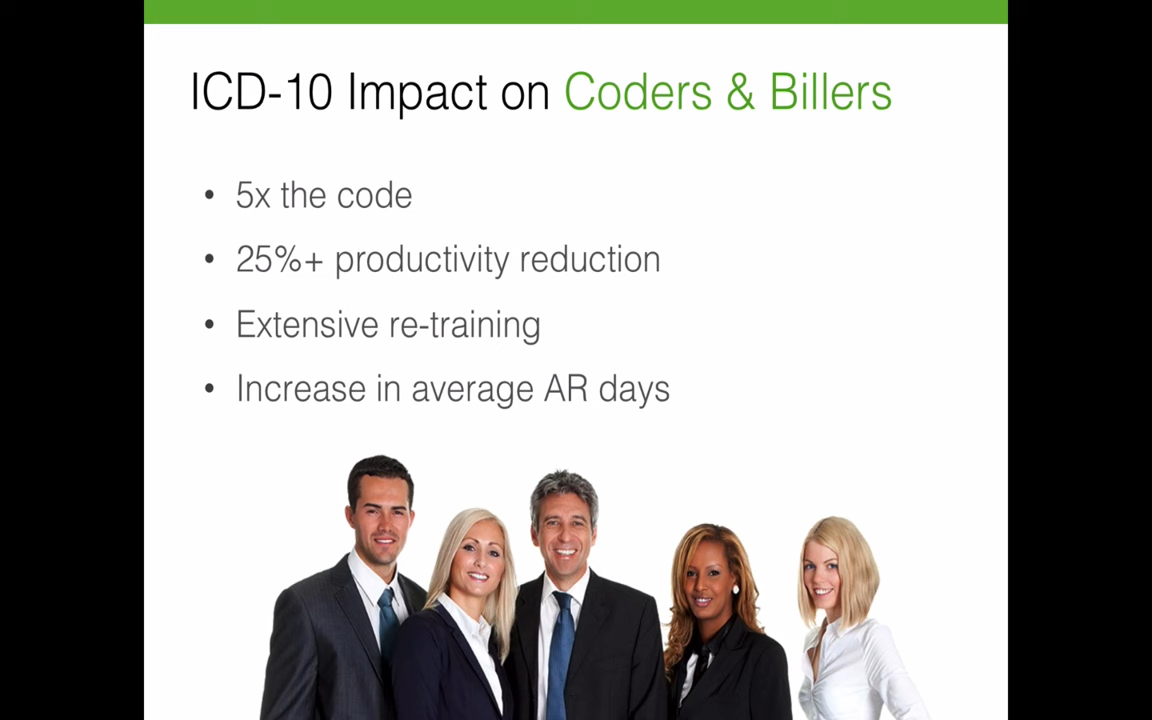 ICD-10 Impact on Coders & Billers
• 5x the code
• 25%+ productivity reduction
• Extensive re-training
• Increase in average AR days